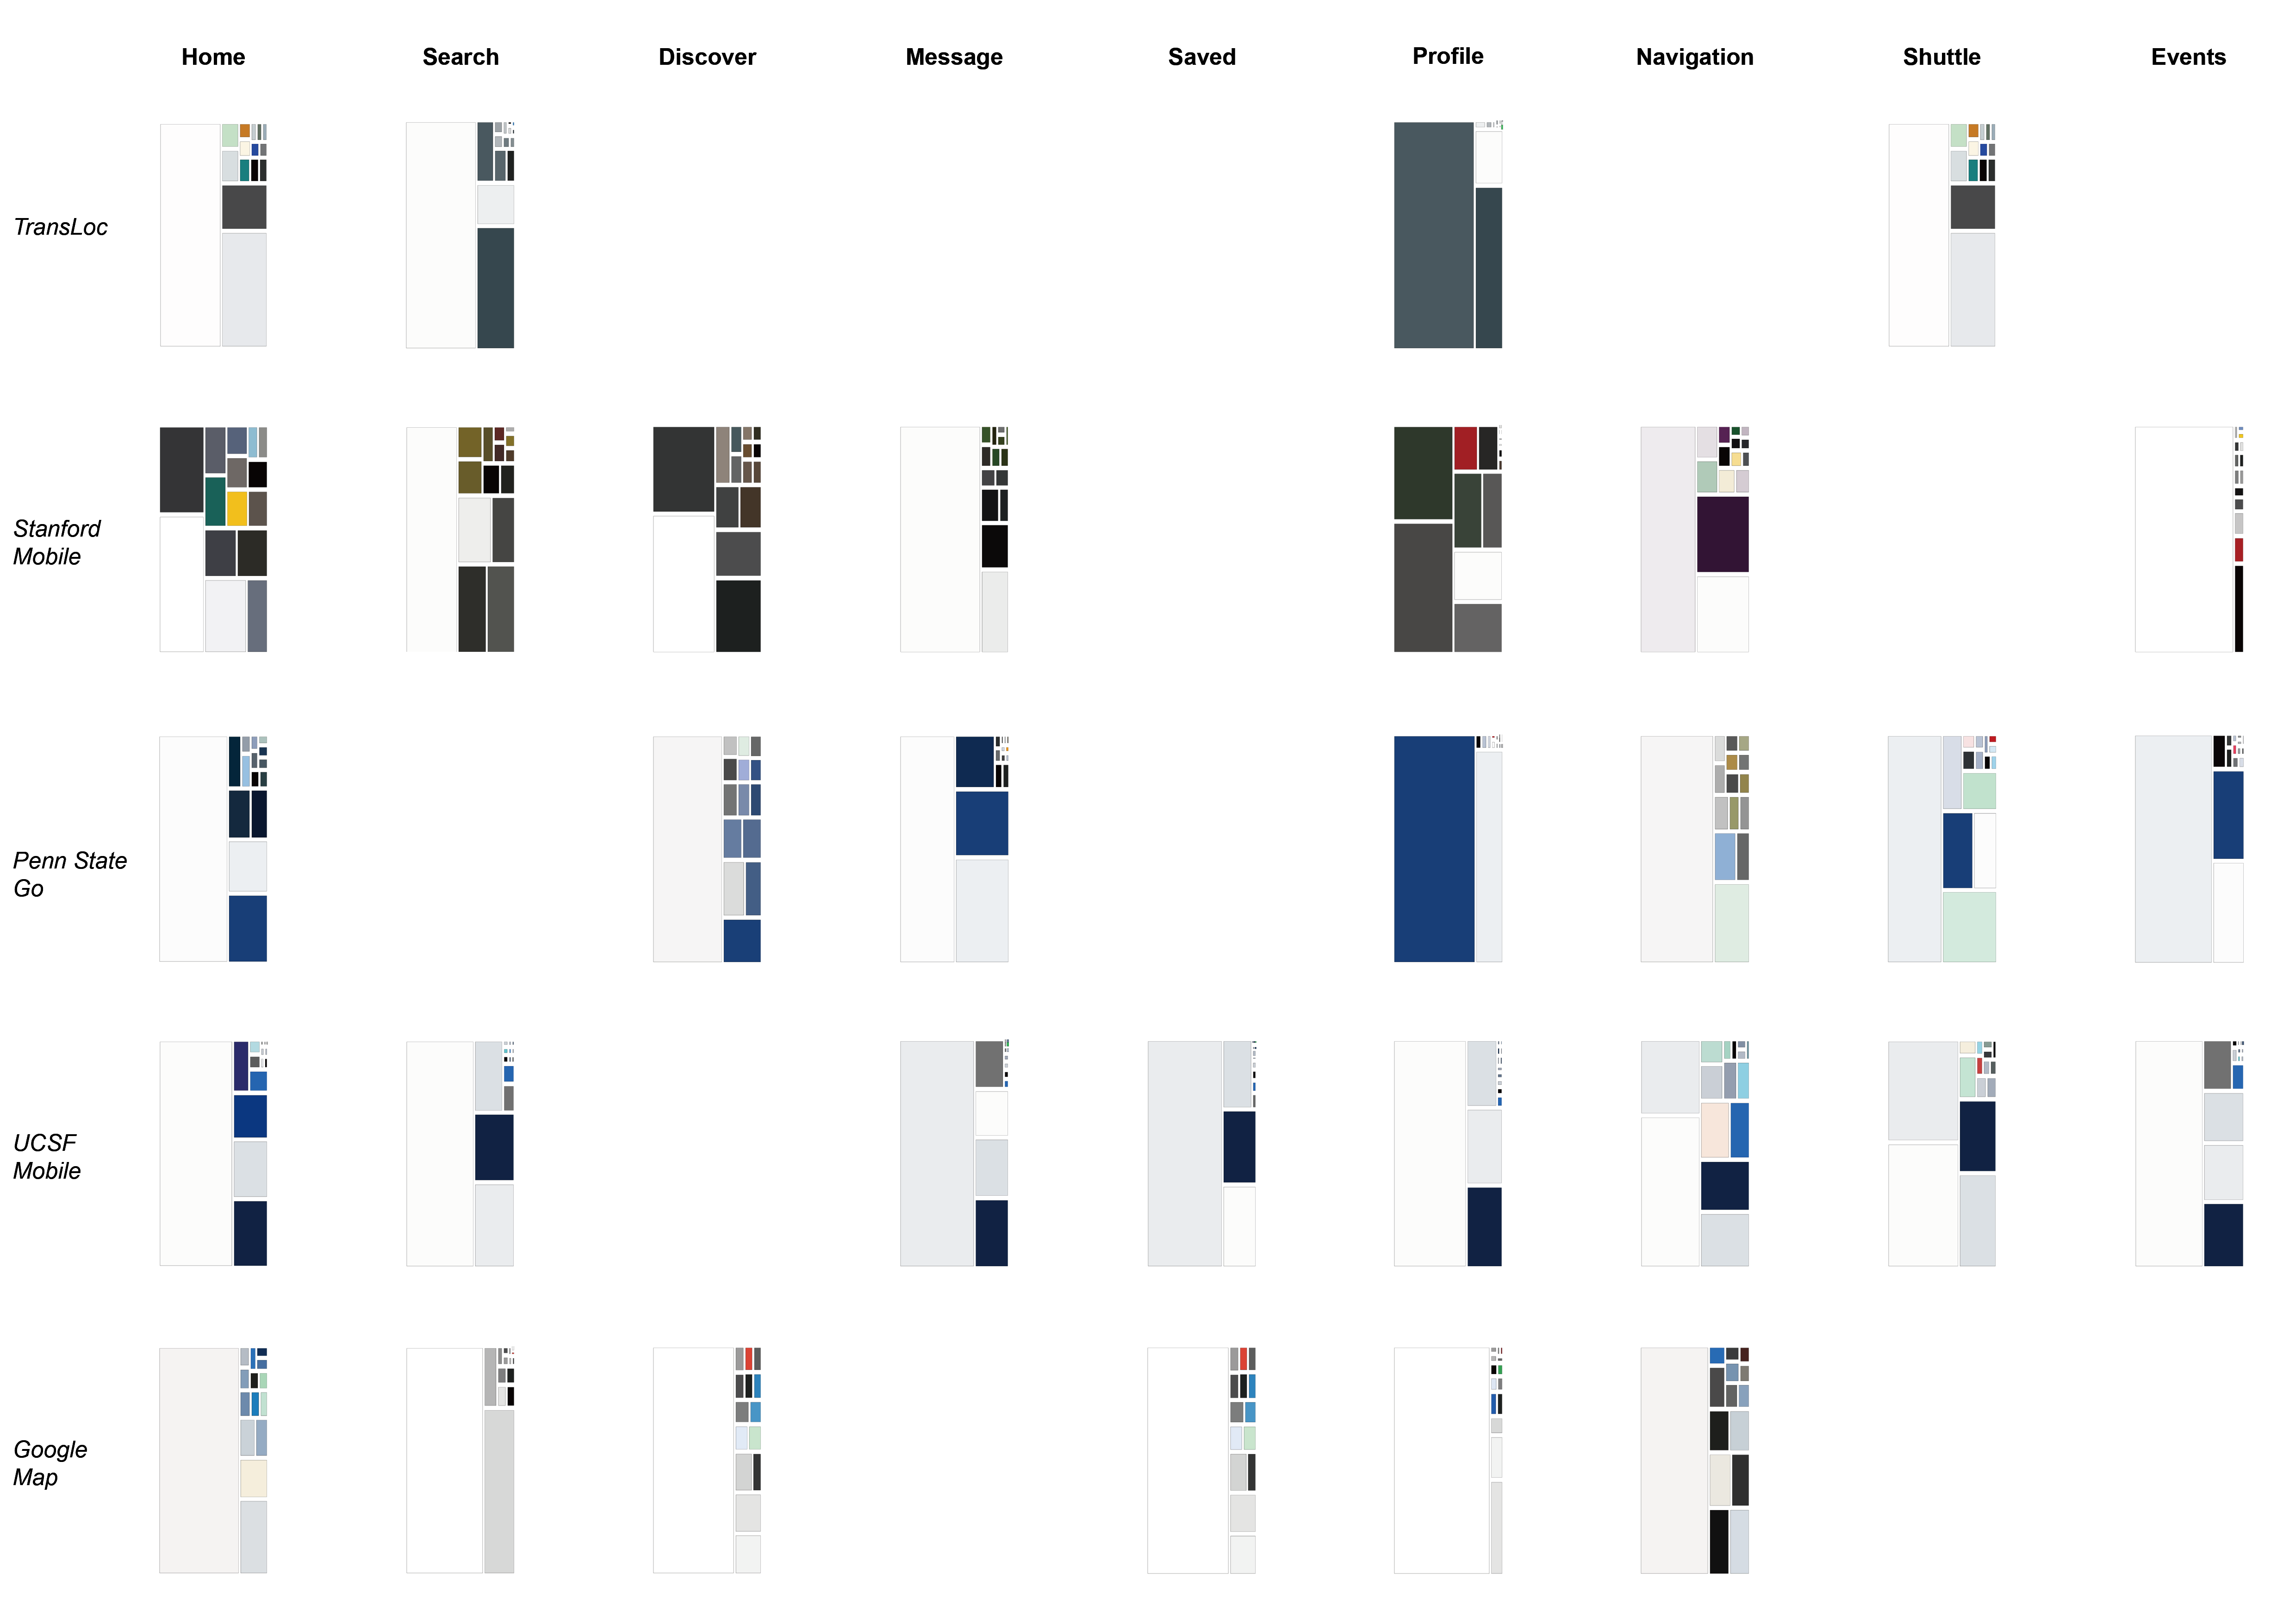 Home Search Discover Message Saved Profile Navigation Shuttle Events
TransLoc
Stanford
Mobile
Penn State
Go
UCSF
Mobile
Google
Map